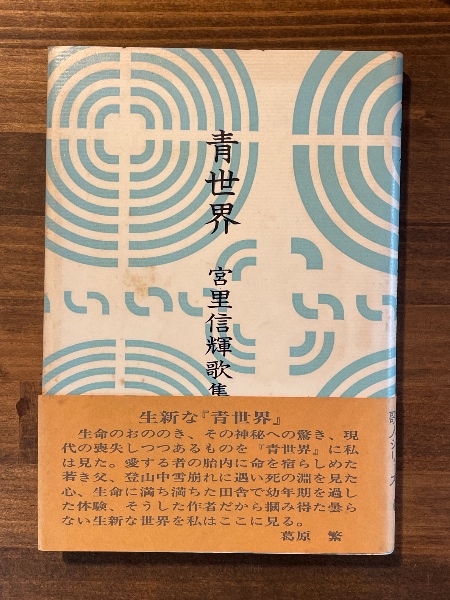 青世界
宮里信輝歌集
生新な『青世界』
生命のおののき、その神秘への驚き、現
代の喪失しつつあるものを『青世界』に私
は見た。愛する者の胎内に命を宿らしめた
若き父、登山中雪崩れに遇い死の淵を見た
心、生命に満ち満ちた田舎で幼年期を過し
た体験、そうした作者だから掴み得た曇ら
ない生新な世界を私はここに見る。
葛原 繁